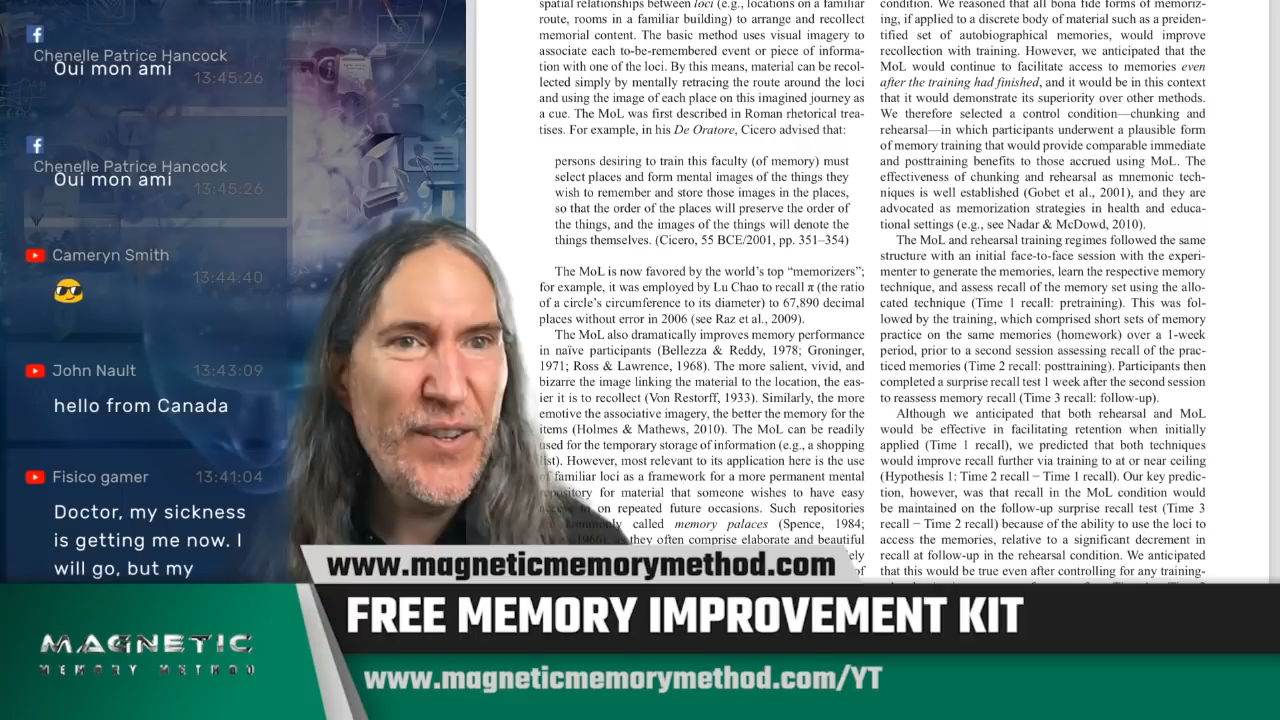 Chenelle Patrice Hancock
Oui mon ami
13:45:26
Chenelle Patrice Hancock
Oui mon ami
13:45:26
Cameryn Smith
13:44:40
John Nault
13:43:09
hello from Canada
Fisico gamer
13:41:04
Doctor, my sickness
is getting me now. I
will go, but my
spatial relationships between loci (e.g., locations on a familiar
route, rooms in a familiar building) to arrange and recollect
memorial content. The basic method uses visual imagery to
associate each to-be-remembered event or piece of informa-
tion with one of the loci. By this means, material can be recol-
lected simply by mentally retracing the route around the loci
and using the image of each place on this imagined journey as
a cue. The MoL was first described in Roman rhetorical trea-
tises. For example, in his De Oratore, Cicero advised that:
persons desiring to train this faculty (of memory) must
select places and form mental images of the things they
wish to remember and store those images in the places,
so that the order of the places will preserve the order of
the things, and the images of the things will denote the
things themselves. (Cicero, 55 BCE/2001, pp. 351–354)
The MoL is now favored by the world's top “memorizers”;
for example, it was employed by Lu Chao to recall π (the ratio
of a circle's circumference to its diameter) to 67,890 decimal
places without error in 2006 (see Raz et al., 2009).
The MoL also dramatically improves memory performance
in naïve participants (Bellezza & Reddy, 1978; Groninger,
1971; Ross & Lawrence, 1968). The more salient, vivid, and
bizarre the image linking the material to the location, the eas-
ier it is to recollect (Von Restorff, 1933). Similarly, the more
emotive the associative imagery, the better the memory for the
items (Holmes & Mathews, 2010). The MoL can be readily
used for the temporary storage of information (e.g., a shopping
list). However, most relevant to its application here is the use
of familiar loci as a framework for a more permanent mental
repository for material that someone wishes to have easy
access to on repeated future occasions. Such repositories
called memory palaces (Spence, 1984;
they often comprise elaborate and beautiful
condition. We reasoned that all bona fide forms of memoriz-
ing, if applied to a discrete body of material such as a preiden-
tified set of autobiographical memories, would improve
recollection with training. However, we anticipated that the
MoL would continue to facilitate access to memories even
after the training had finished, and it would be in this context
that it would demonstrate its superiority over other methods.
We therefore selected a control condition—chunking and
rehearsal—in which participants underwent a plausible form
of memory training that would provide comparable immediate
and posttraining benefits to those accrued using MoL. The
effectiveness of chunking and rehearsal as mnemonic tech-
niques is well established (Gobet et al., 2001), and they are
advocated as memorization strategies in health and educa-
tional settings (e.g., see Nadar & McDowd, 2010).
The MoL and rehearsal training regimes followed the same
structure with an initial face-to-face session with the experi-
menter to generate the memories, learn the respective memory
technique, and assess recall of the memory set using the allo-
cated technique (Time 1 recall: pretraining). This was fol-
lowed by the training, which comprised short sets of memory
practice on the same memories (homework) over a 1-week
period, prior to a second session assessing recall of the prac-
ticed memories (Time 2 recall: posttraining). Participants then
completed a surprise recall test 1 week after the second session
to reassess memory recall (Time 3 recall: follow-up).
Although we anticipated that both rehearsal and MoL
would be effective in facilitating retention when initially
applied (Time 1 recall), we predicted that both techniques
would improve recall further via training to at or near ceiling
(Hypothesis 1: Time 2 recall − Time 1 recall). Our key predic-
tion, however, was that recall in the MoL condition would
be maintained on the follow-up surprise recall test (Time 3
recall − Time 2 recall) because of the ability to use the loci to
access the memories, relative to a significant decrement in
recall at follow-up in the rehearsal condition. We anticipated
that this would be true even after controlling for any training-
www.magneticmemorymethod.com
FREE MEMORY IMPROVEMENT KIT
www.magneticmemorymethod.com/YT
MAGNETIC
MEMORY METHOD